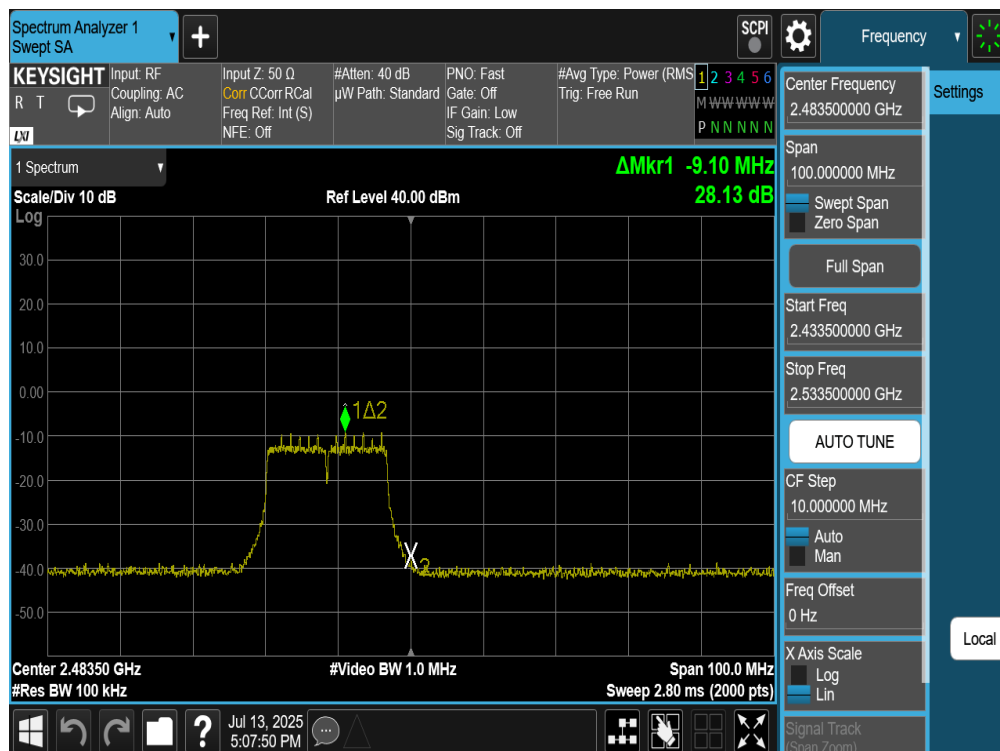 Spectrum Analyzer 1
Swept SA
+
SCPI
Frequency
KEYSIGHT
R T
LXI
Input: RF
Coupling: AC
Align: Auto
Input Z: 50 Ω
Corr CCorr RCal
Freq Ref: Int (S)
NFE: Off
#Atten: 40 dB
µW Path: Standard
PNO: Fast
Gate: Off
IF Gain: Low
Sig Track: Off
#Avg Type: Power (RMS
Trig: Free Run
1 2 3 4 5 6
M W W W W W
P N N N N N
1 Spectrum
ΔMkr1 -9.10 MHz
28.13 dB
Scale/Div 10 dB
Ref Level 40.00 dBm
Log
30.0
20.0
10.0
0.00
-10.0
-20.0
-30.0
-40.0
-50.0
1Δ2
X2
Center 2.48350 GHz
#Video BW 1.0 MHz
Span 100.0 MHz
#Res BW 100 kHz
Sweep 2.80 ms (2000 pts)
Center Frequency
2.483500000 GHz
Span
100.000000 MHz
Swept Span
Zero Span
Full Span
Start Freq
2.433500000 GHz
Stop Freq
2.533500000 GHz
AUTO TUNE
CF Step
10.000000 MHz
Auto
Man
Freq Offset
0 Hz
X Axis Scale
Log
Lin
Signal Track
(Span Zoom)
Settings
Local
?
Jul 13, 2025
5:07:50 PM